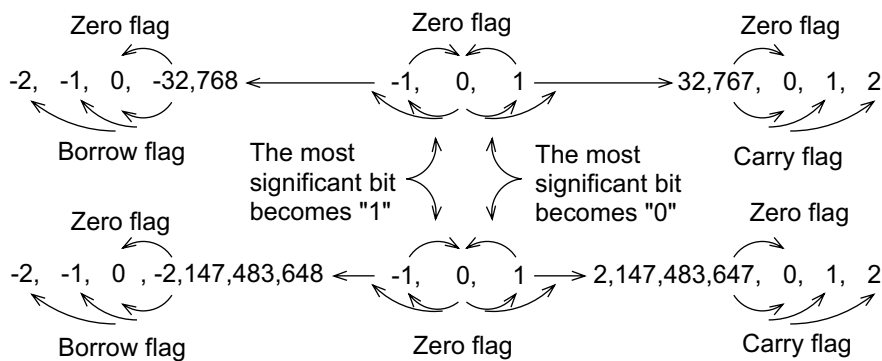 Zero flag Zero flag Zero flag
-2, -1, 0, -32,768 -1, 0, 1 32,767, 0, 1, 2
Borrow flag
The most
significant bit
becomes "1"
The most
significant bit
becomes "0"
Carry flag
Zero flag
Zero flag
-2, -1, 0 , -2,147,483,648 -1, 0, 1 2,147,483,647, 0, 1, 2
Borrow flag Zero flag Carry flag